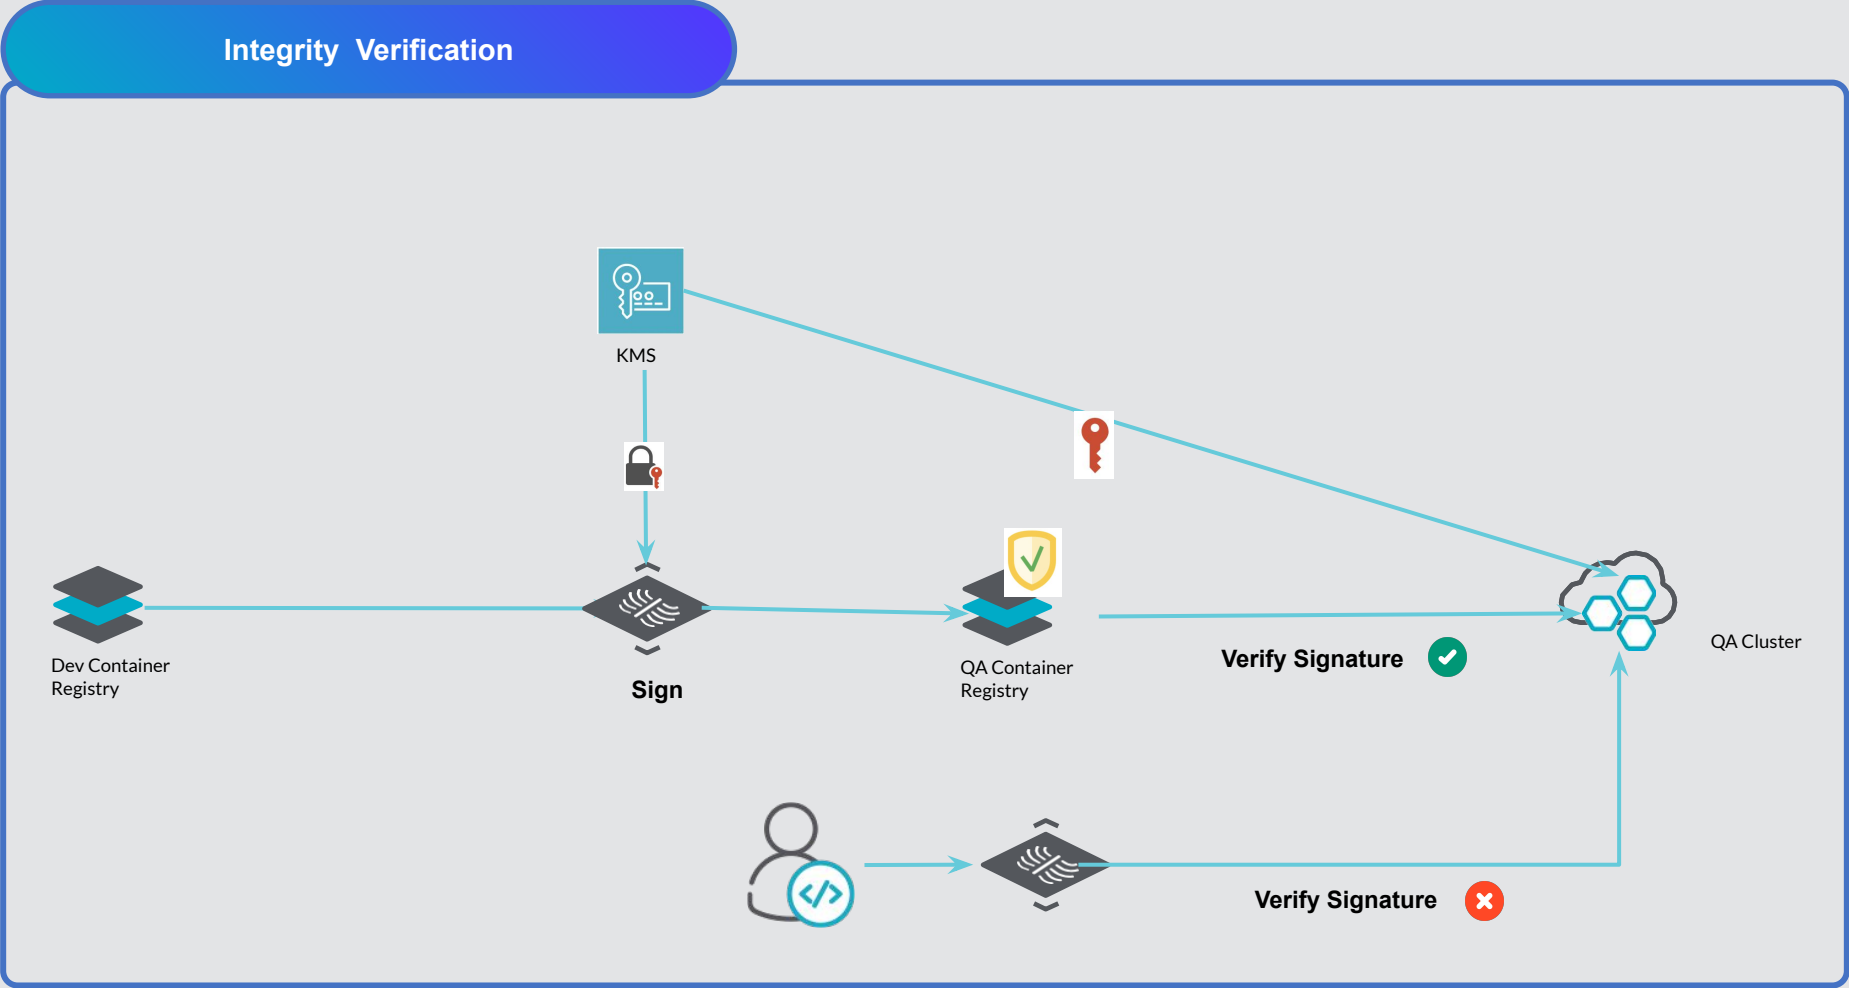 Integrity  Verification
KMS
Dev Container
Registry
Sign
QA Container
Registry
Verify Signature
QA Cluster
</>
Verify Signature